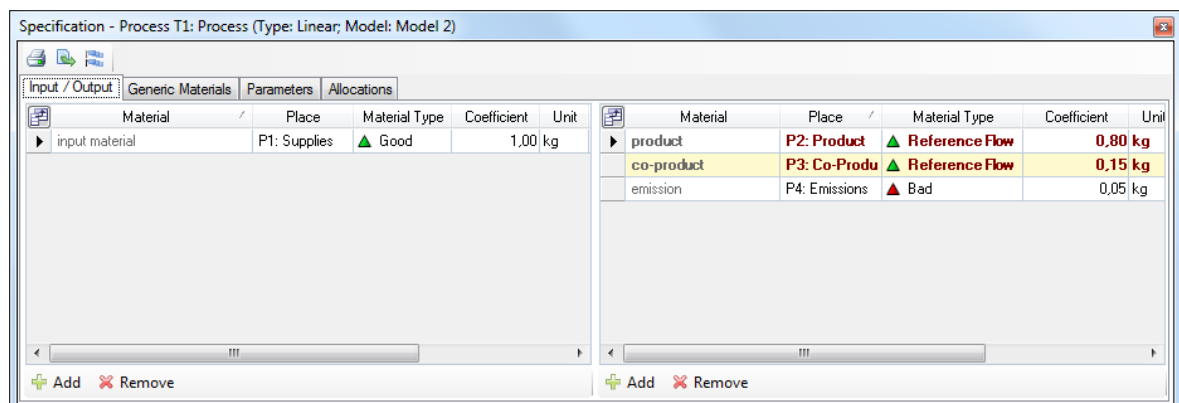 Specification - Process T1: Process (Type: Linear; Model: Model 2)
Input / Output Generic Materials Parameters Allocations
Material Place Material Type Coefficient Unit Material Place Material Type Coefficient Unit
input material P1: Supplies Good 1,00 kg product P2: Product Reference Flow 0,80 kg
co-product P3: Co-Produ Reference Flow 0,15 kg
emission P4: Emissions Bad 0,05 kg
Add Remove Add Remove